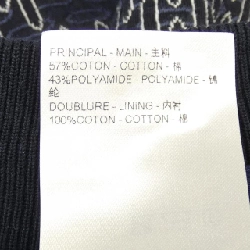 PRINCIPAL - MAIN - 主料
57%COTON - COTTON - 棉
43%POLYAMIDE - POLYAMIDE - 锦
纶
DOUBLURE - LINING - 内衬
100%COTON - COTTON - 棉